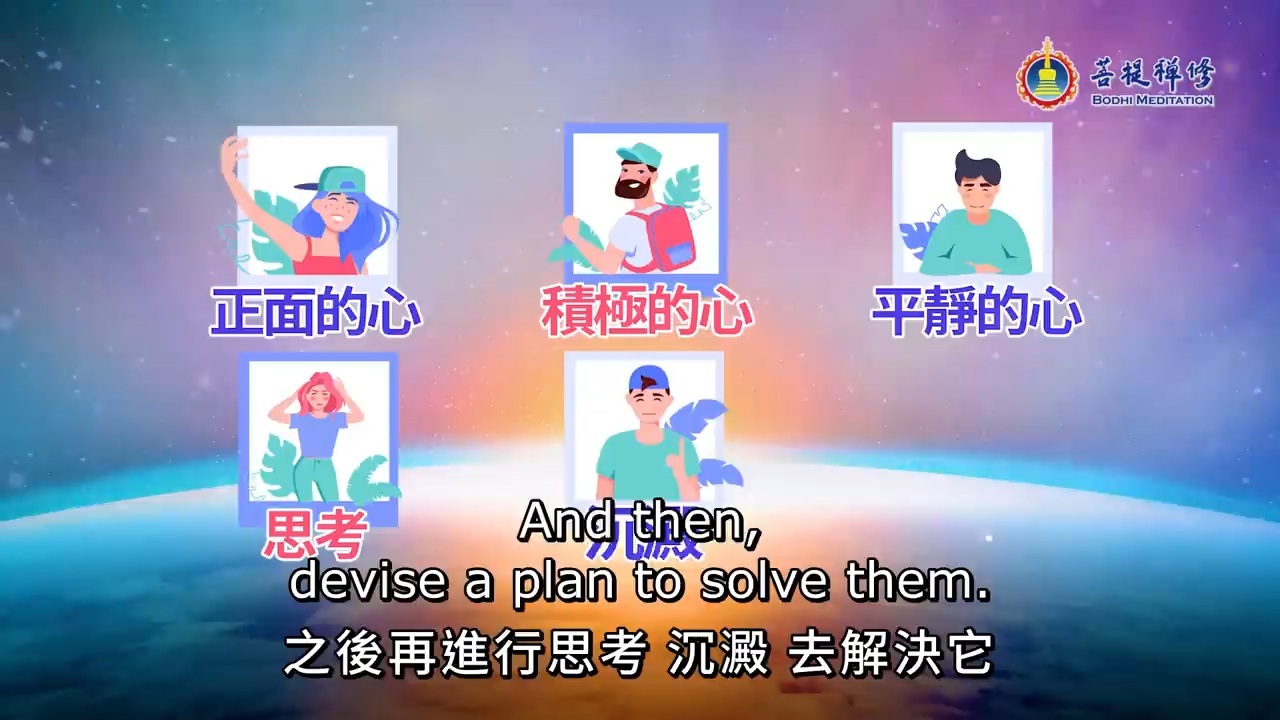 菩提禪修
BODHI MEDITATION
正面的心
積極的心
平靜的心
思考
沉澱
And then,
devise a plan to solve them.
之後再進行思考 沉澱 去解決它